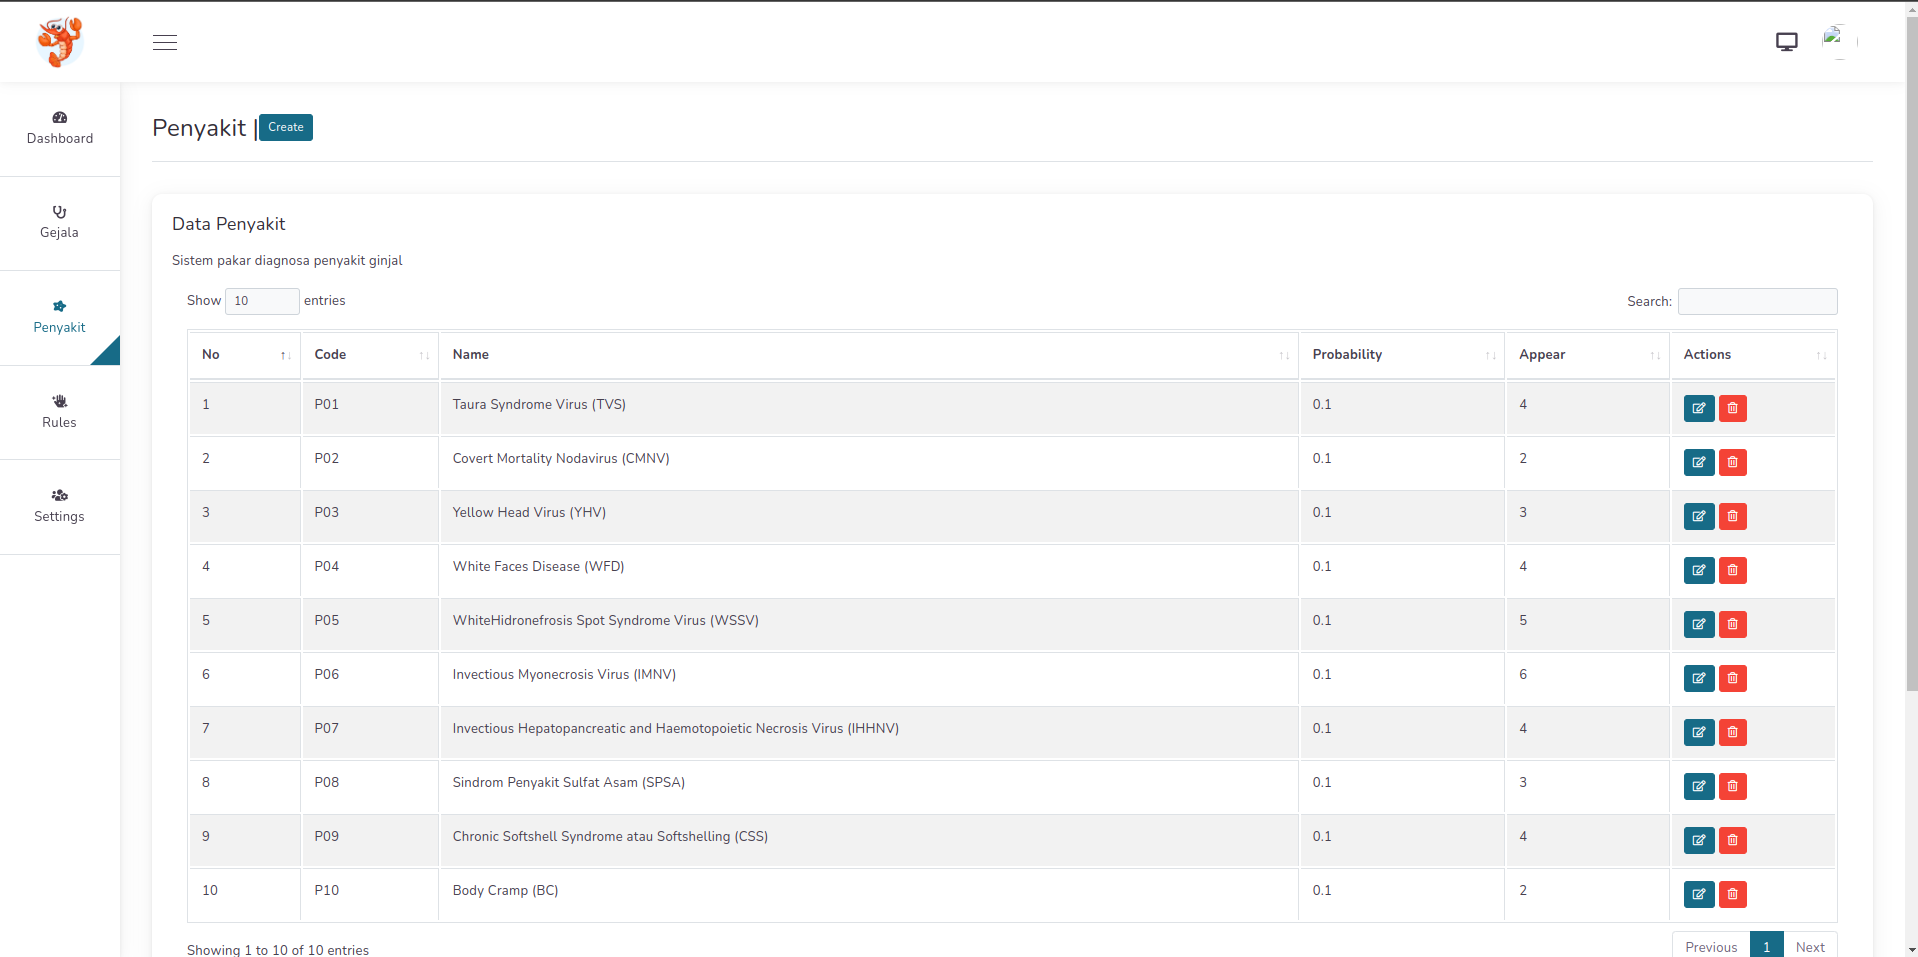 Dashboard
Gejala
Penyakit
Rules
Settings
Penyakit | Create
Data Penyakit
Sistem pakar diagnosa penyakit ginjal
Show 10 entries Search:
No Code Name Probability Appear Actions
1 P01 Taura Syndrome Virus (TVS) 0.1 4
2 P02 Covert Mortality Nodavirus (CMNV) 0.1 2
3 P03 Yellow Head Virus (YHV) 0.1 3
4 P04 White Faces Disease (WFD) 0.1 4
5 P05 WhiteHidronefrosis Spot Syndrome Virus (WSSV) 0.1 5
6 P06 Invectious Myonecrosis Virus (IMNV) 0.1 6
7 P07 Invectious Hepatopancreatic and Haemotopoietic Necrosis Virus (IHHNV) 0.1 4
8 P08 Sindrom Penyakit Sulfat Asam (SPSA) 0.1 3
9 P09 Chronic Softshell Syndrome atau Softshelling (CSS) 0.1 4
10 P10 Body Cramp (BC) 0.1 2
Showing 1 to 10 of 10 entries Previous 1 Next